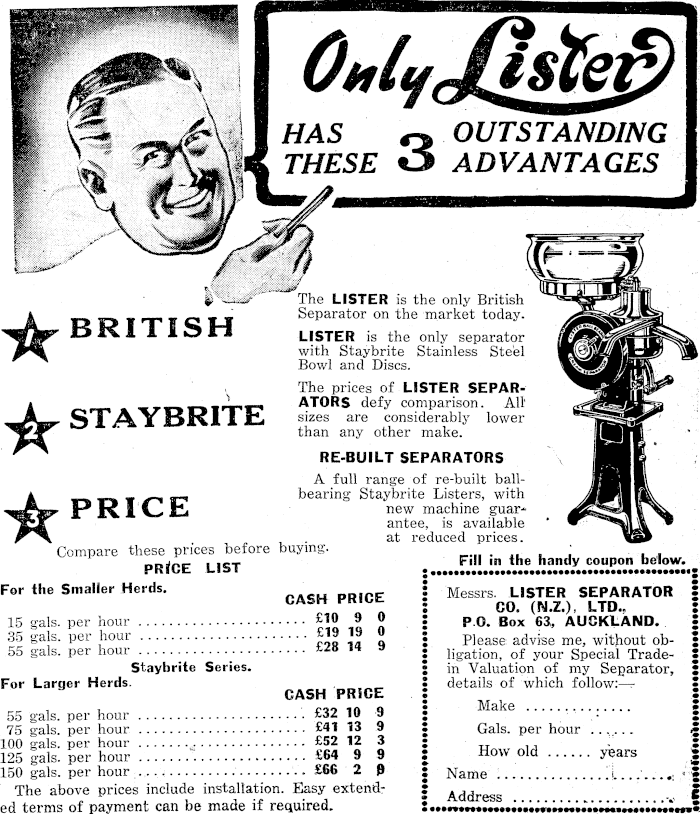 Only Lister
HAS THESE 3 OUTSTANDING ADVANTAGES
1 BRITISH
2 STAYBRITE
3 PRICE
The LISTER is the only British
Separator on the market today.
LISTER is the only separator
with Staybrite Stainless Steel
Bowl and Discs.
The prices of LISTER SEPAR-
ATORS defy comparison. All
sizes are considerably lower
than any other make.
RE-BUILT SEPARATORS
A full range of re-built ball-
bearing Staybrite Listers, with
new machine guar-
antee, is available
at reduced prices.
Compare these prices before buying.
PRICE LIST
For the Smaller Herds.
CASH PRICE
15 gals. per hour ........................ £10 9 0
35 gals. per hour ........................ £19 19 0
55 gals. per hour ........................ £28 14 9
Staybrite Series.
For Larger Herds.
CASH PRICE
55 gals. per hour ........................ £32 10 9
75 gals. per hour ........................ £41 13 9
100 gals. per hour ........................ £52 12 3
125 gals. per hour ........................ £64 9 9
150 gals. per hour ........................ £66 2
The above prices include installation. Easy extend-
ed terms of payment can be made if required.
Fill in the handy coupon below.
Messrs. LISTER SEPARATOR
CO. (N.Z.), LTD.,
P.O. Box 63, AUCKLAND.
Please advise me, without ob-
ligation, of your Special Trade-
in Valuation of my Separator,
details of which follow:—
Make ..............
Gals. per hour ......
How old ...... years
Name ........................
Address ......................